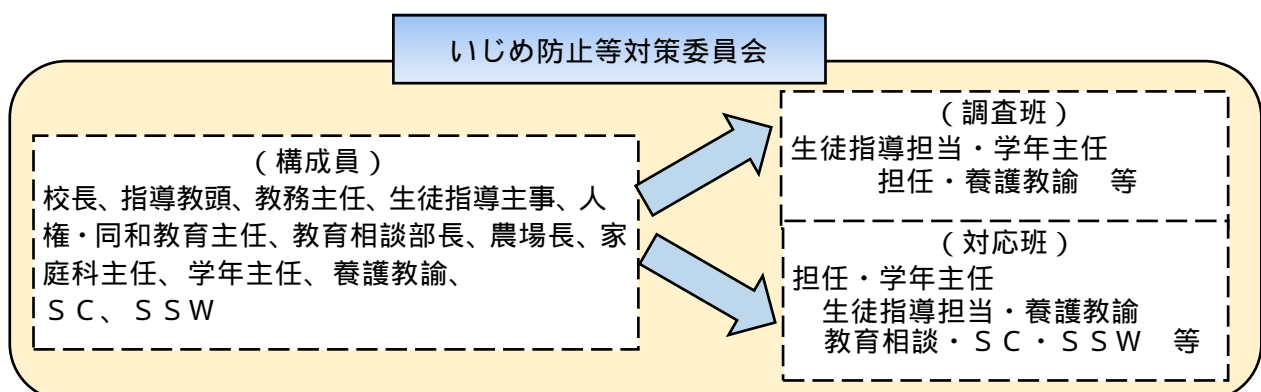 いじめ防止等対策委員会
（構成員）
校長、指導教頭、教務主任、生徒指導主事、人
権・同和教育主任、教育相談部長、農場長、家
庭科主任、学年主任、養護教諭、
ＳＣ、ＳＳＷ
（調査班）
生徒指導担当・学年主任
担任・養護教諭　等
（対応班）
担任・学年主任
生徒指導担当・養護教諭
教育相談・ＳＣ・ＳＳＷ　等